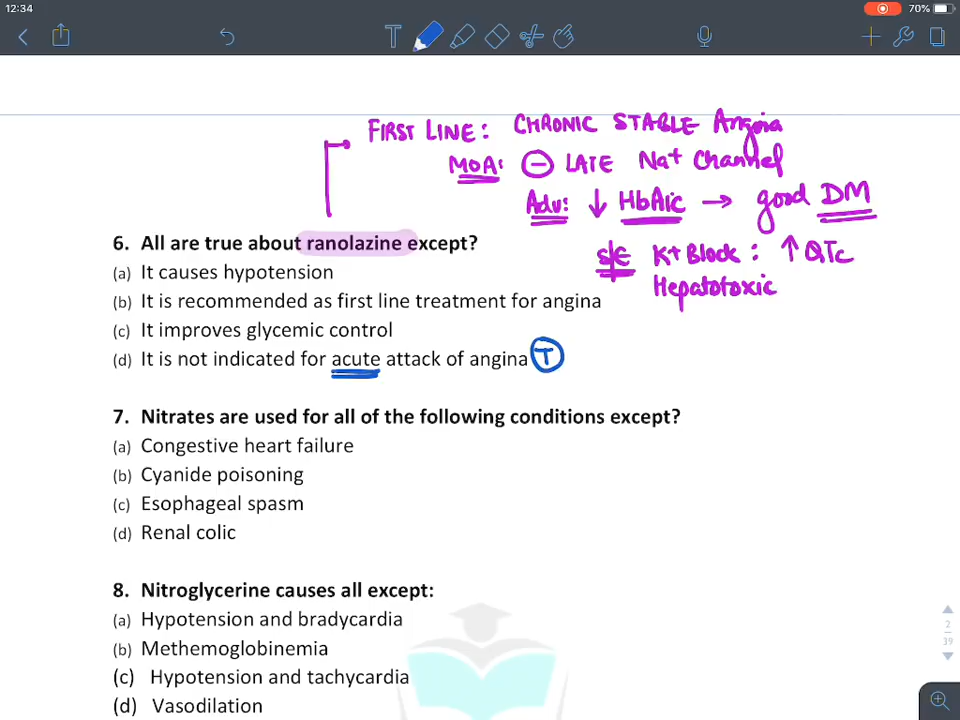 12:34
70%
T
FIRST LINE: CHRONIC STABLE Angina
MOA: ⊖ LATE Na+ Channel
Adv: ↓ HbA1c → good DM
S/E K+ Block: ↑ QTc
Hepatotoxic
6. All are true about ranolazine except?
(a) It causes hypotension
(b) It is recommended as first line treatment for angina
(c) It improves glycemic control
(d) It is not indicated for acute attack of angina T
7. Nitrates are used for all of the following conditions except?
(a) Congestive heart failure
(b) Cyanide poisoning
(c) Esophageal spasm
(d) Renal colic
8. Nitroglycerine causes all except:
(a) Hypotension and bradycardia
(b) Methemoglobinemia
(c) Hypotension and tachycardia
(d) Vasodilation
2
39